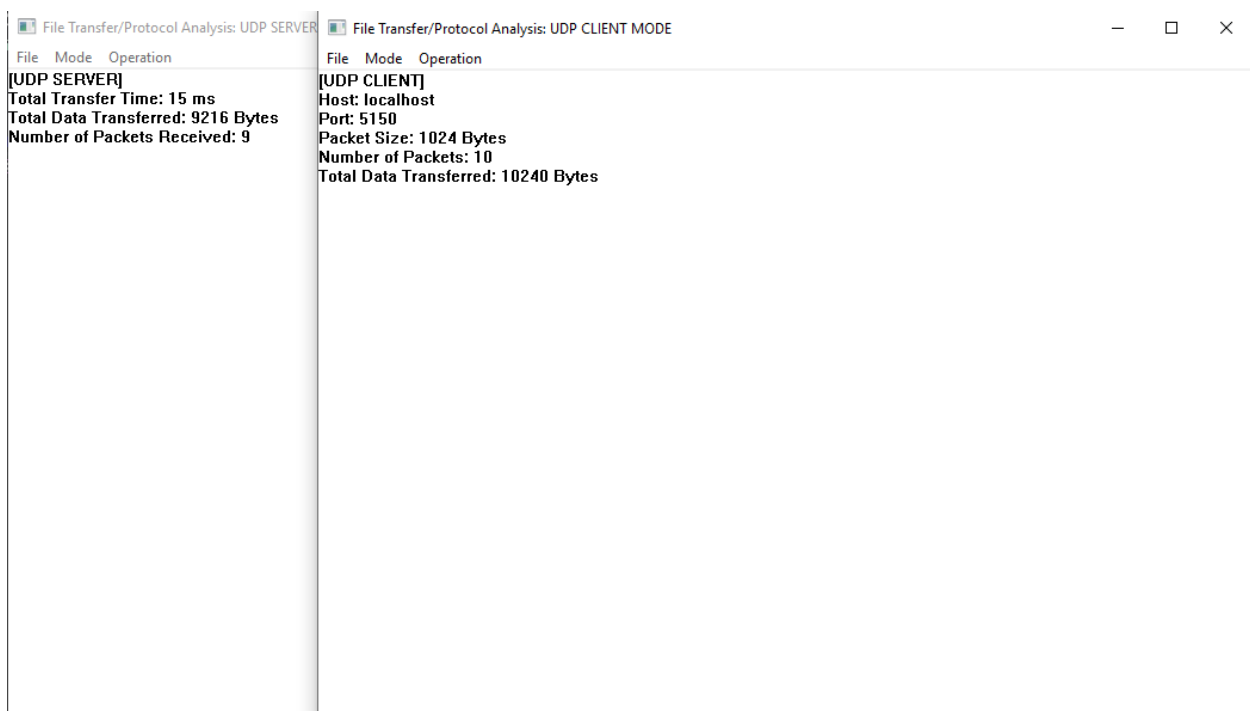 File Transfer/Protocol Analysis: UDP SERVER
File Mode Operation
[UDP SERVER]
Total Transfer Time: 15 ms
Total Data Transferred: 9216 Bytes
Number of Packets Received: 9
File Transfer/Protocol Analysis: UDP CLIENT MODE
File Mode Operation
[UDP CLIENT]
Host: localhost
Port: 5150
Packet Size: 1024 Bytes
Number of Packets: 10
Total Data Transferred: 10240 Bytes